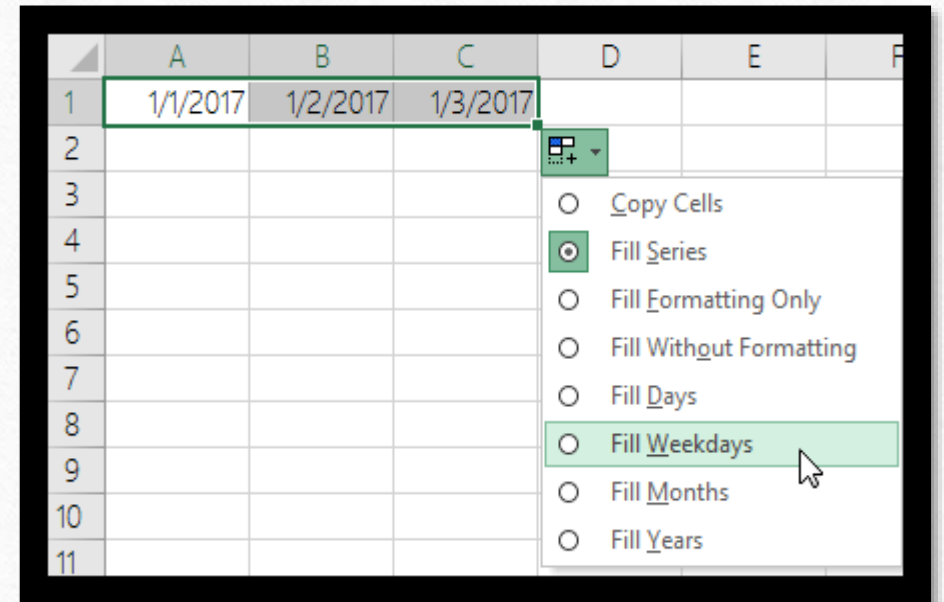 A B C D E F
1 1/1/2017 1/2/2017 1/3/2017
2
3 Copy Cells
4 Fill Series
5 Fill Formatting Only
6 Fill Without Formatting
7 Fill Days
8 Fill Weekdays
9
10 Fill Months
11 Fill Years